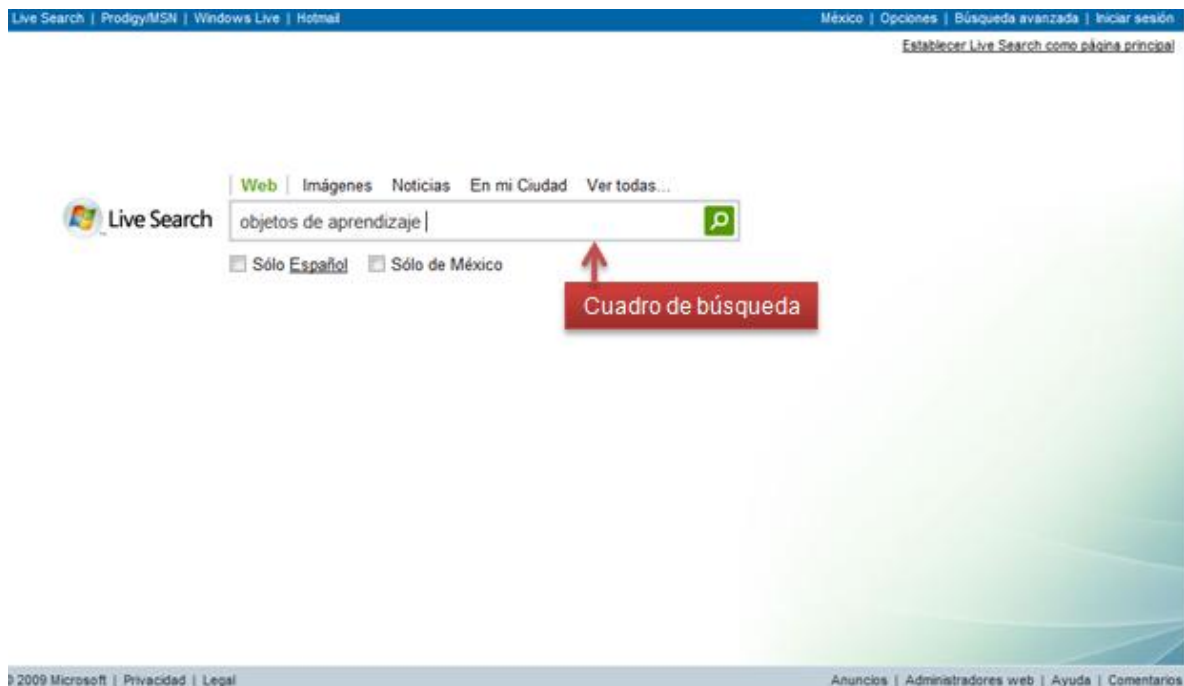 Live Search | Prodigy/MSN | Windows Live | Hotmail
México | Opciones | Búsqueda avanzada | Iniciar sesión
Establecer Live Search como página principal
Web | Imágenes Noticias En mi Ciudad Ver todas...
Live Search
objetos de aprendizaje
Sólo Español Sólo de México
Cuadro de búsqueda
© 2009 Microsoft | Privacidad | Legal
Anuncios | Administradores web | Ayuda | Comentarios